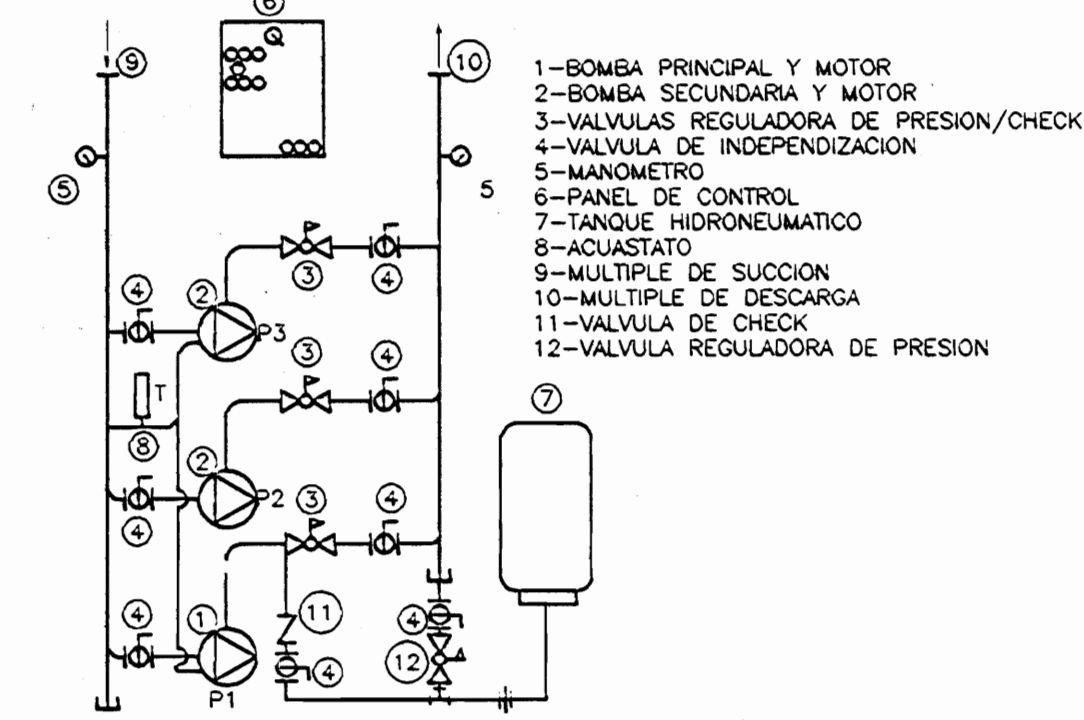 6
9
10
1-BOMBA PRINCIPAL Y MOTOR
2-BOMBA SECUNDARIA Y MOTOR
3-VALVULAS REGULADORA DE PRESION/CHECK
4-VALVULA DE INDEPENDIZACION
5-MANOMETRO
6-PANEL DE CONTROL
7-TANQUE HIDRONEUMATICO
8-ACUASTATO
9-MULTIPLE DE SUCCION
10-MULTIPLE DE DESCARGA
11-VALVULA DE CHECK
12-VALVULA REGULADORA DE PRESION
5
5
3
4
4
2
P3
3
4
T
7
8
2
P2
3
4
4
4
1
11
4
4
12
P1